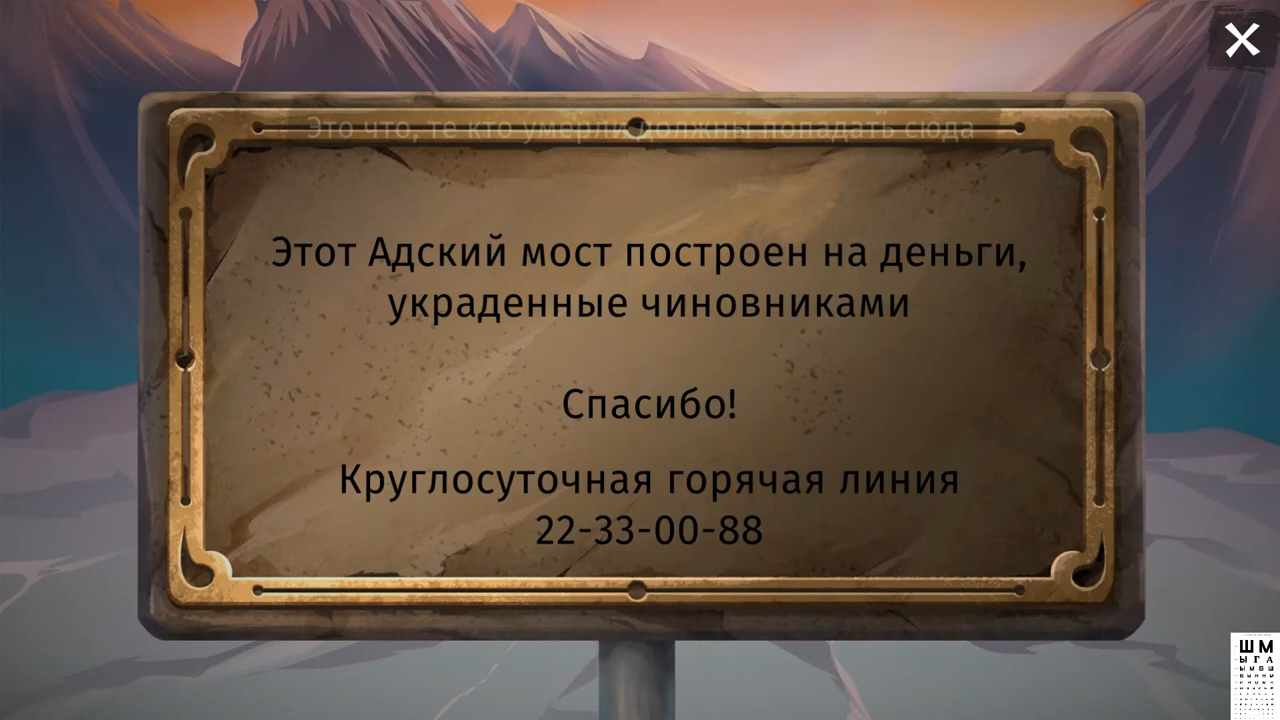 Это что, те кто умерли должны попадать сюда
Этот Адский мост построен на деньги,
украденные чиновниками
Спасибо!
Круглосуточная горячая линия
22-33-00-88
Ш М
Ы Г А